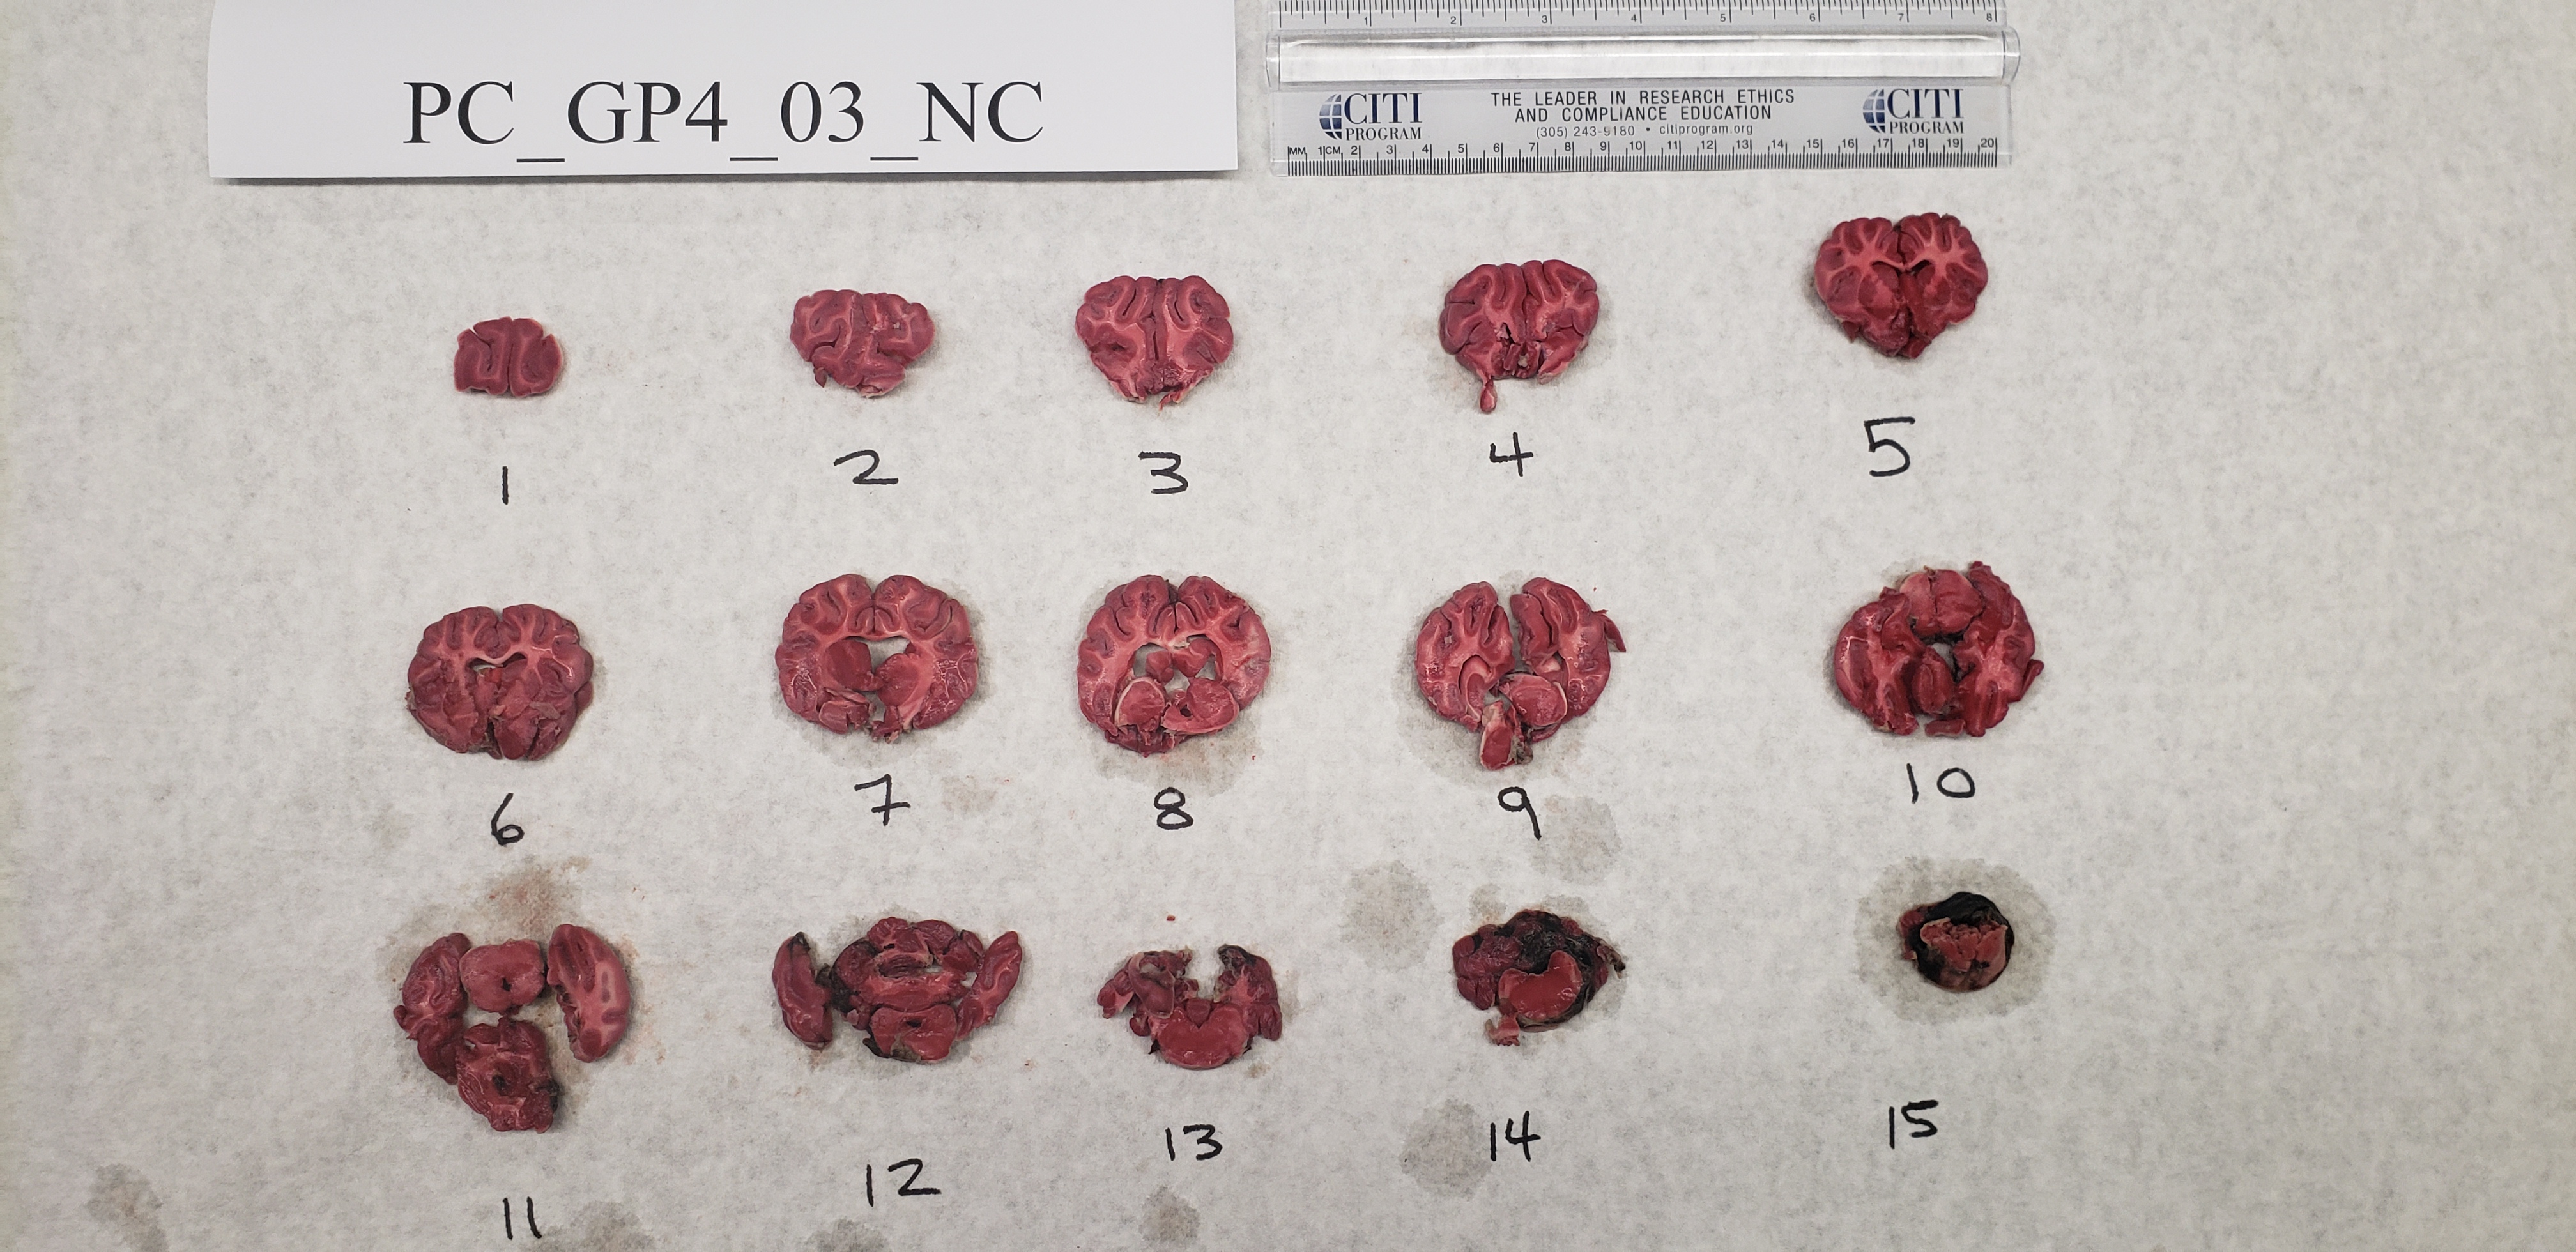 1 2 3 4 5 6 7 8
PC_GP4_03_NC
CITI PROGRAM
THE LEADER IN RESEARCH ETHICS
AND COMPLIANCE EDUCATION
(305) 243-9180 • citiprogram.org
CITI PROGRAM
MM 1CM 2 3 4 5 6 7 8 9 10 11 12 13 14 15 16 17 18 19 20
1 2 3 4 5
6 7 8 9 10
11 12 13 14 15